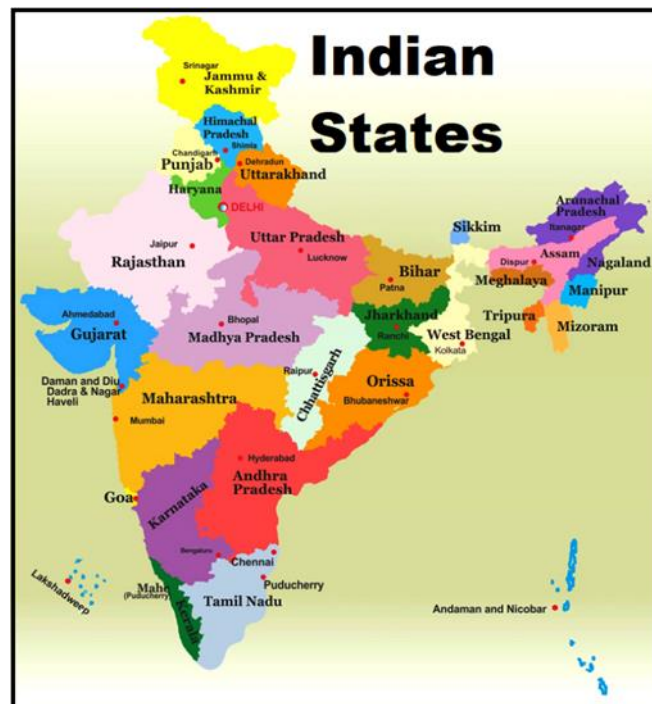 Indian
States
Srinagar
Jammu &
Kashmir
Himachal
Pradesh
Shimla
Chandigarh
Punjab
Dehradun
Uttarakhand
Haryana
DELHI
Jaipur
Rajasthan
Uttar Pradesh
Lucknow
Sikkim
Arunachal
Pradesh
Itanagar
Dispur
Assam
Nagaland
Meghalaya
Manipur
Tripura
Mizoram
Bihar
Patna
Jharkhand
Ranchi
West Bengal
Kolkata
Ahmedabad
Gujarat
Bhopal
Madhya Pradesh
Raipur
Chhattisgarh
Orissa
Bhubaneshwar
Daman and Diu
Dadra & Nagar
Haveli
Maharashtra
Mumbai
Hyderabad
Andhra
Pradesh
Goa
Karnataka
Bengaluru
Chennai
Puducherry
Lakshadweep
Mahe
(Puducherry)
Kerala
Tamil Nadu
Andaman and Nicobar